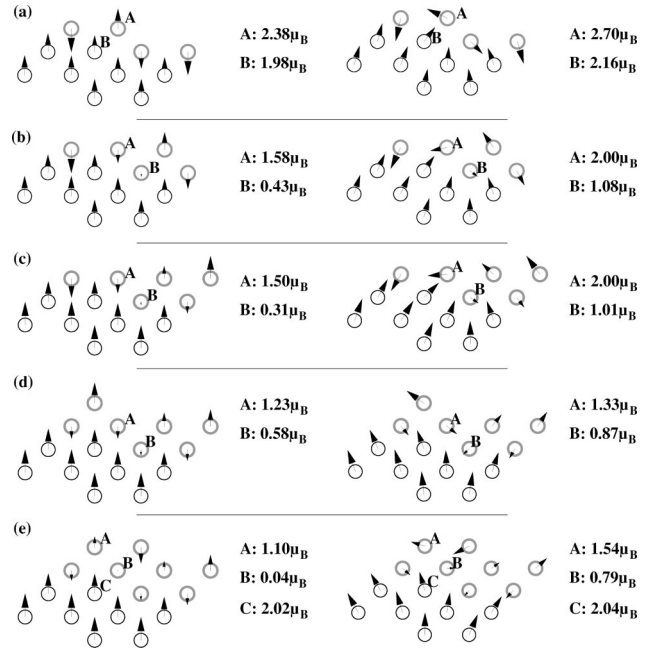 (a)
A
B
A: 2.38μB
B: 1.98μB
A
B
A: 2.70μB
B: 2.16μB
(b)
A
B
A: 1.58μB
B: 0.43μB
A
B
A: 2.00μB
B: 1.08μB
(c)
A
B
A: 1.50μB
B: 0.31μB
A
B
A: 2.00μB
B: 1.01μB
(d)
A
B
A: 1.23μB
B: 0.58μB
A
B
A: 1.33μB
B: 0.87μB
(e)
A
B
C
A: 1.10μB
B: 0.04μB
C: 2.02μB
A
B
C
A: 1.54μB
B: 0.79μB
C: 2.04μB